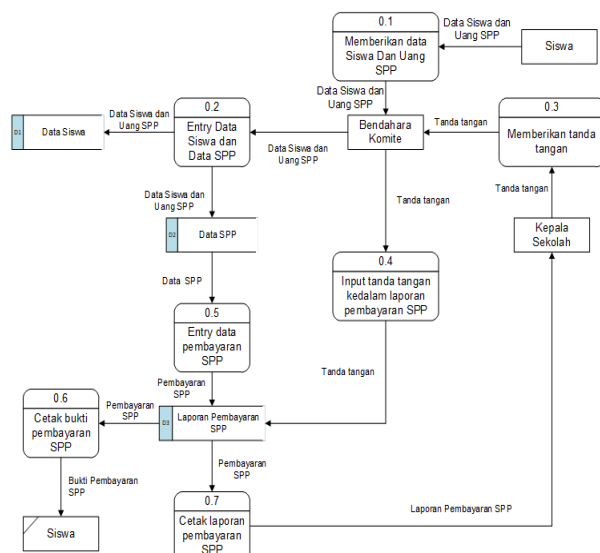 0.1
Memberikan data
Siswa Dan Uang
SPP
Data Siswa dan
Uang SPP
Siswa
Data Siswa dan
Uang SPP
0.2
Entry Data
Siswa dan
Data SPP
Data Siswa dan
Uang SPP
D1
Data Siswa
Bendahara
Komite
Data Siswa dan
Uang SPP
Tanda tangan
0.3
Memberikan tanda
tangan
Tanda tangan
Kepala
Sekolah
Data Siswa dan
Uang SPP
Tanda tangan
D2
Data SPP
0.4
Input tanda tangan
kedalam laporan
pembayaran SPP
Data SPP
0.5
Entry data
pembayaran
SPP
Tanda tangan
Pembayaran
SPP
0.6
Cetak bukti
pembayaran
SPP
Pembayaran
SPP
D3
Laporan Pembayaran
SPP
Pembayaran
SPP
Bukti Pembayaran
SPP
Siswa
0.7
Cetak laporan
pembayaran
SPP
Laporan Pembayaran SPP